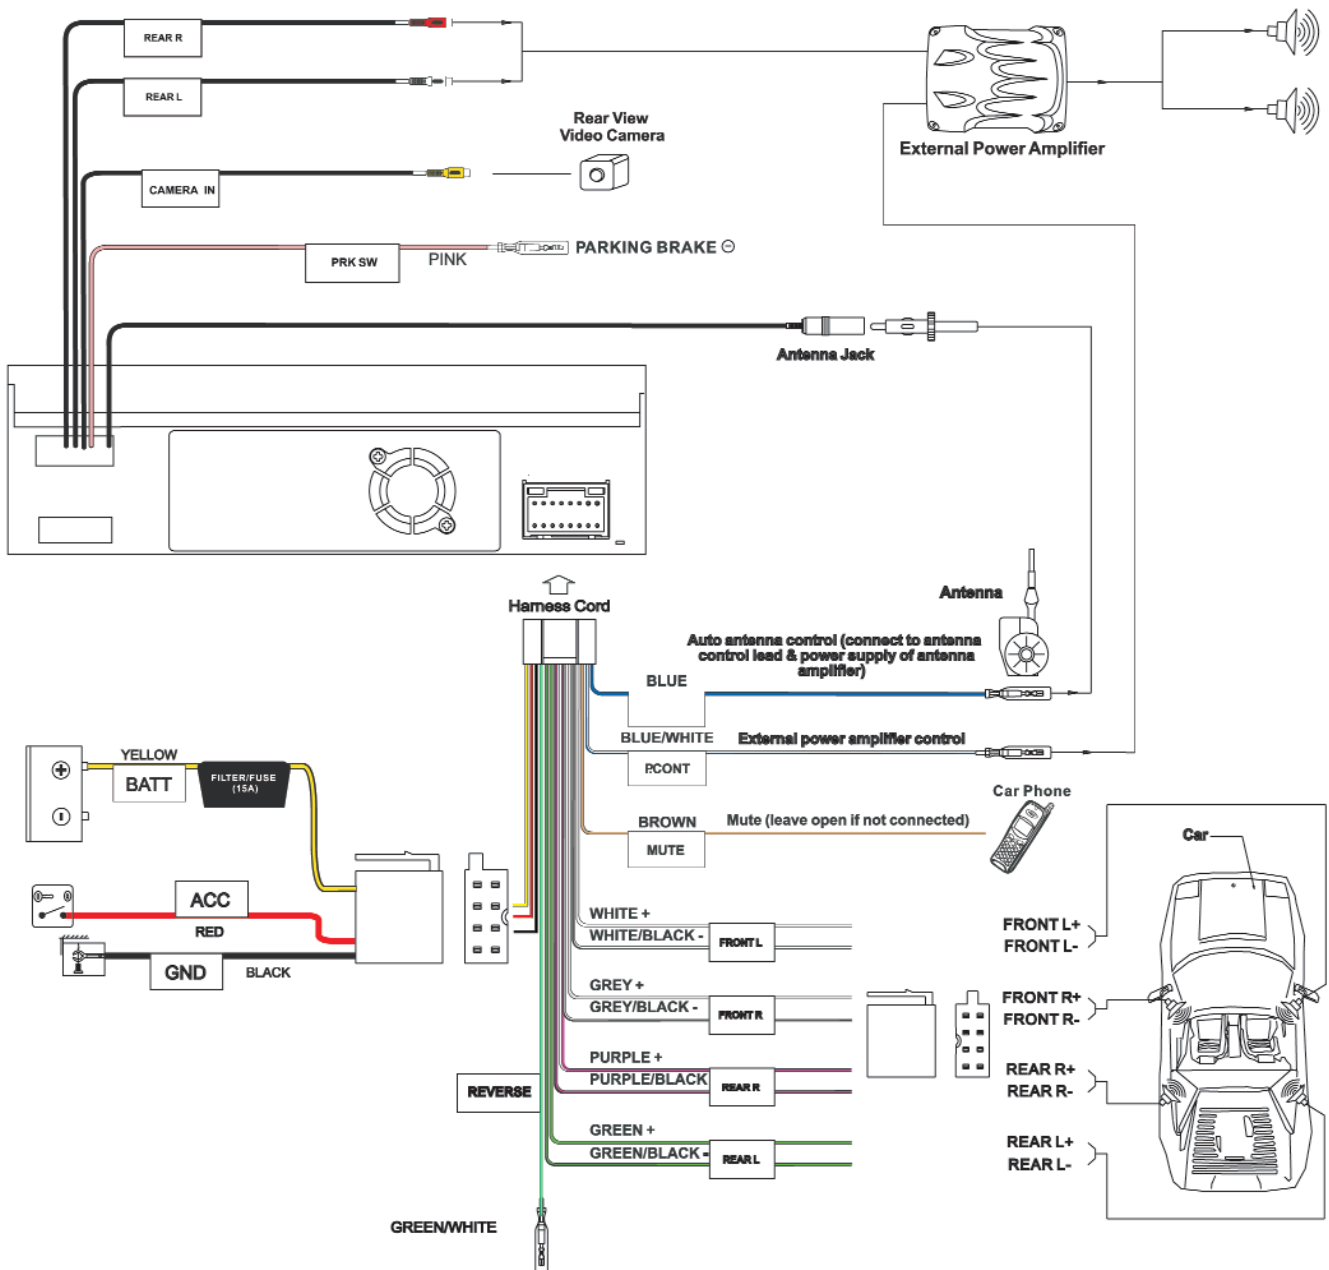 REAR R
REAR L
External Power Amplifier
Rear View
Video Camera
CAMERA IN
PRK SW
PINK
PARKING BRAKE ⊖
Antenna Jack
Harness Cord
Antenna
Auto antenna control (connect to antenna
control lead & power supply of antenna
amplifier)
BLUE
BLUE/WHITE
External power amplifier control
P.CONT
YELLOW
BATT
FILTER/FUSE
(15A)
Car Phone
BROWN
Mute (leave open if not connected)
MUTE
Car
ACC
RED
GND
BLACK
WHITE +
WHITE/BLACK -
FRONT L
FRONT L+
FRONT L-
GREY +
GREY/BLACK -
FRONT R
FRONT R+
FRONT R-
PURPLE +
PURPLE/BLACK
REAR R
REAR R+
REAR R-
REVERSE
GREEN +
GREEN/BLACK -
REAR L
REAR L+
REAR L-
GREEN/WHITE